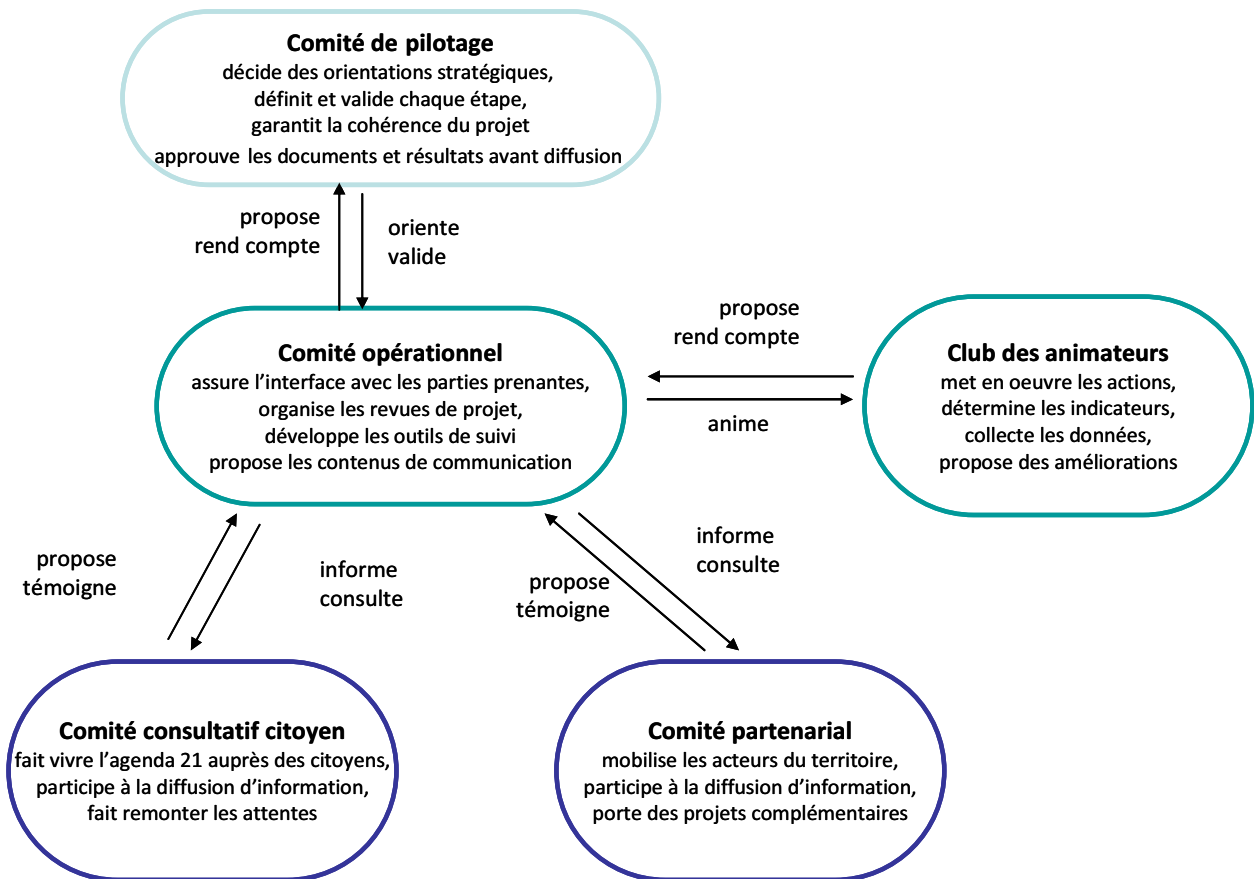 Comité de pilotage
décide des orientations stratégiques,
définit et valide chaque étape,
garantit la cohérence du projet
approuve les documents et résultats avant diffusion
propose
rend compte
oriente
valide
Comité opérationnel
assure l’interface avec les parties prenantes,
organise les revues de projet,
développe les outils de suivi
propose les contenus de communication
propose
rend compte
anime
Club des animateurs
met en oeuvre les actions,
détermine les indicateurs,
collecte les données,
propose des améliorations
propose
témoigne
informe
consulte
propose
témoigne
informe
consulte
Comité consultatif citoyen
fait vivre l’agenda 21 auprès des citoyens,
participe à la diffusion d’information,
fait remonter les attentes
Comité partenarial
mobilise les acteurs du territoire,
participe à la diffusion d’information,
porte des projets complémentaires